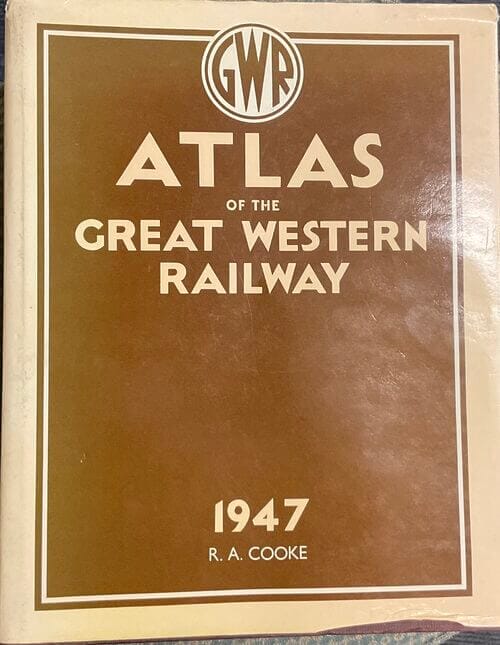 GWR
ATLAS
OF THE
GREAT WESTERN
RAILWAY
1947
R. A. COOKE